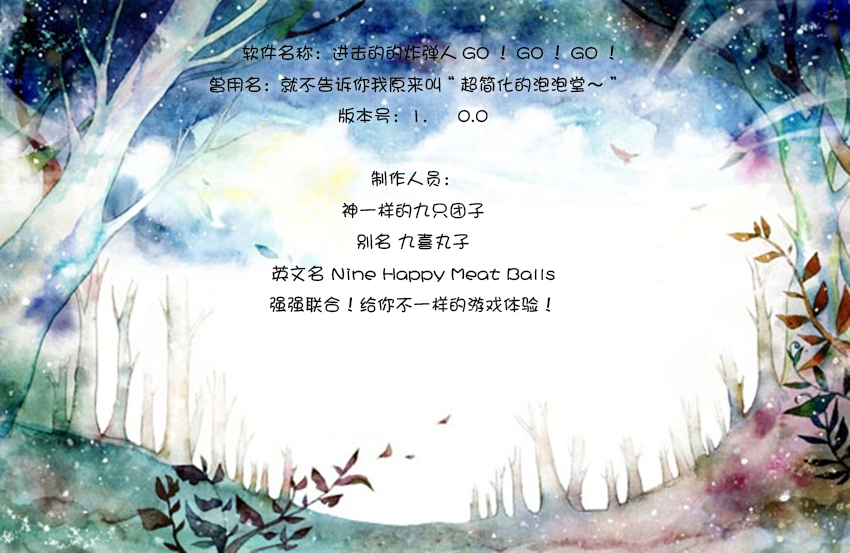 软件名称：进击的的炸弹人 GO ！ GO ！ GO ！
曾用名：就不告诉你我原来叫“ 超简化的泡泡堂～ ”
版本号：1. 0.0
制作人员：
神一样的九只团子
别名 九喜丸子
英文名 Nine Happy Meat Balls
强强联合！给你不一样的游戏体验！